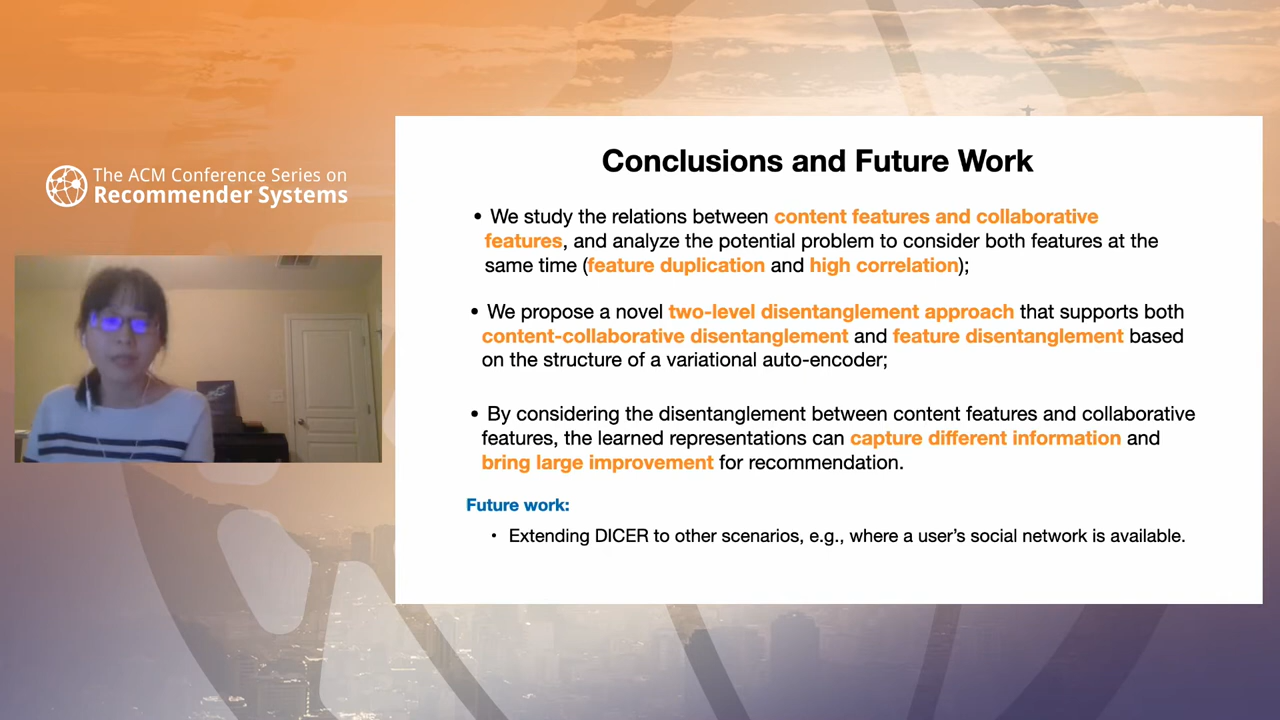 The ACM Conference Series on
Recommender Systems
Conclusions and Future Work
• We study the relations between content features and collaborative
features, and analyze the potential problem to consider both features at the
same time (feature duplication and high correlation);
• We propose a novel two-level disentanglement approach that supports both
content-collaborative disentanglement and feature disentanglement based
on the structure of a variational auto-encoder;
• By considering the disentanglement between content features and collaborative
features, the learned representations can capture different information and
bring large improvement for recommendation.
Future work:
• Extending DICER to other scenarios, e.g., where a user's social network is available.